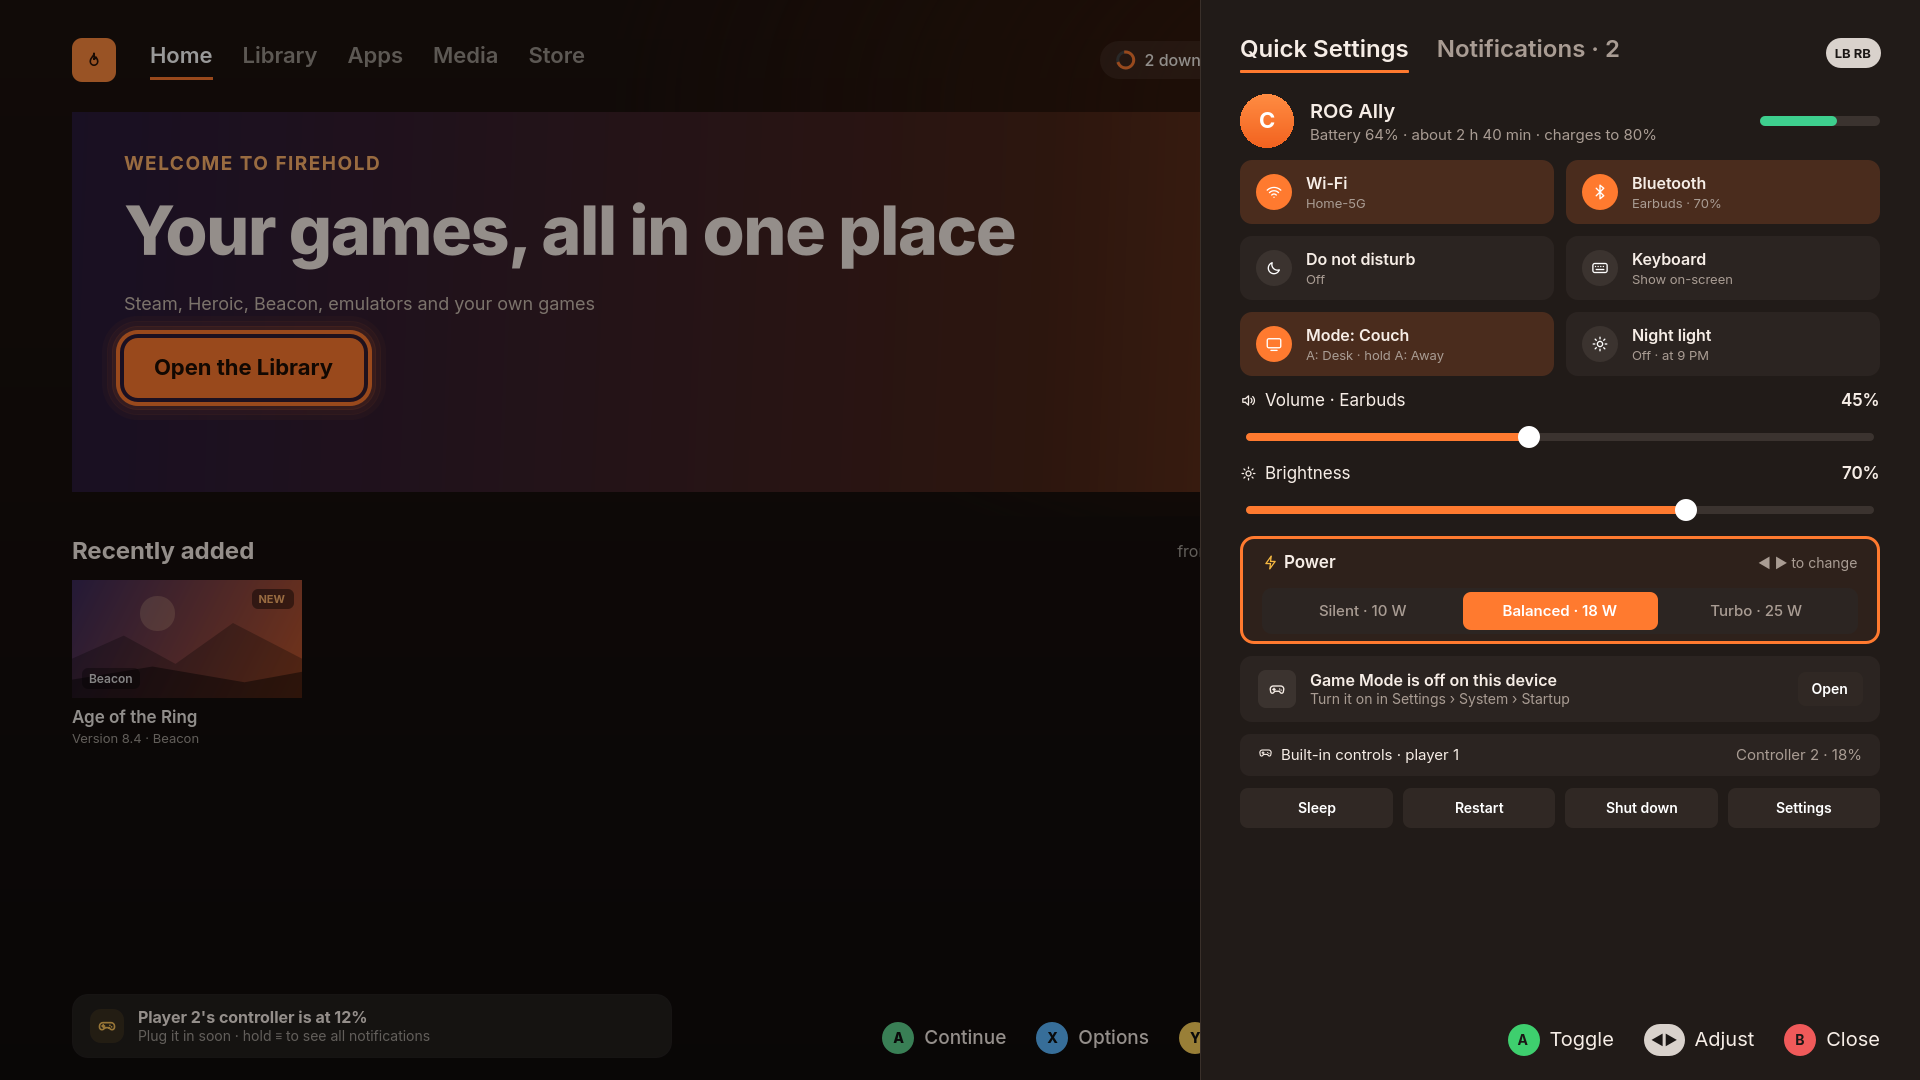 Home Library Apps Media Store
2 down
WELCOME TO FIREHOLD
Your games, all in one place
Steam, Heroic, Beacon, emulators and your own games
Open the Library
Recently added
fro
NEW
Beacon
Age of the Ring
Version 8.4 · Beacon
Player 2's controller is at 12%
Plug it in soon · hold ≡ to see all notifications
A Continue X Options Y
Quick Settings Notifications · 2 LB RB
C
ROG Ally
Battery 64% · about 2 h 40 min · charges to 80%
Wi-Fi
Home-5G
Bluetooth
Earbuds · 70%
Do not disturb
Off
Keyboard
Show on-screen
Mode: Couch
A: Desk · hold A: Away
Night light
Off · at 9 PM
Volume · Earbuds 45%
Brightness 70%
Power ◀ ▶ to change
Silent · 10 W Balanced · 18 W Turbo · 25 W
Game Mode is off on this device
Turn it on in Settings › System › Startup
Open
Built-in controls · player 1 Controller 2 · 18%
Sleep Restart Shut down Settings
A Toggle ◀▶ Adjust B Close